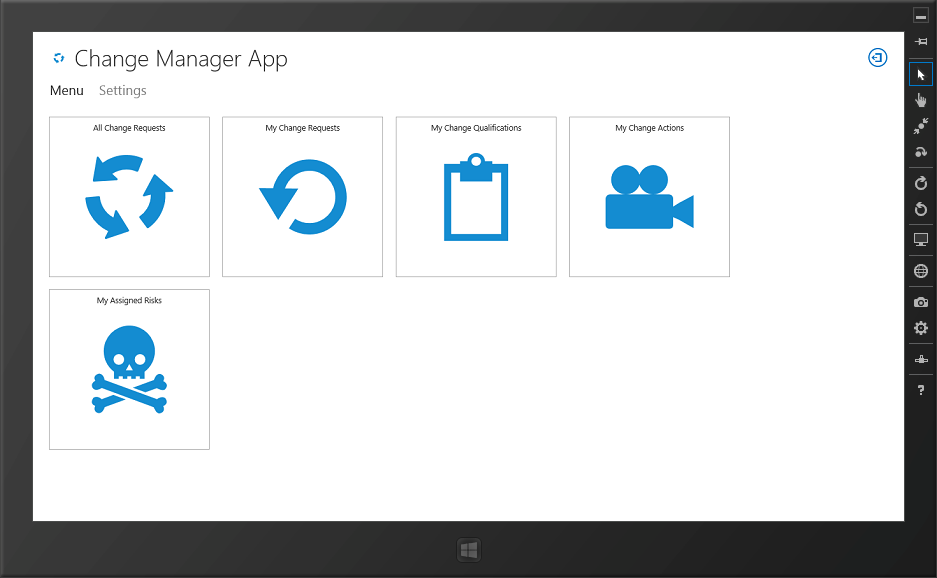 Change Manager App
Menu Settings
All Change Requests
My Change Requests
My Change Qualifications
My Change Actions
My Assigned Risks
?